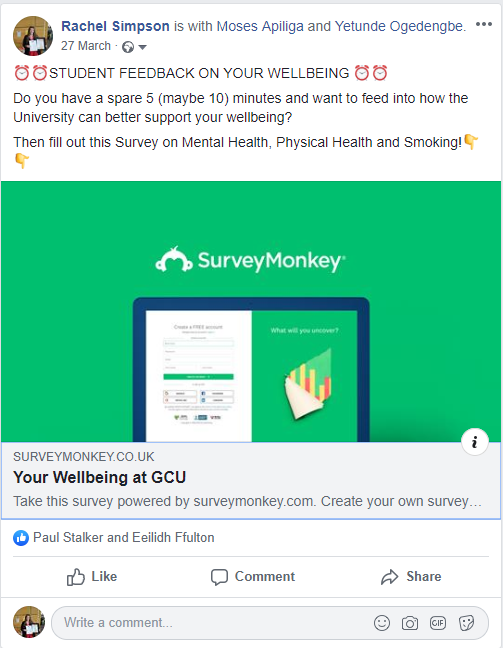 Rachel Simpson is with Moses Apiliga and Yetunde Ogedengbe.
27 March
⏰⏰STUDENT FEEDBACK ON YOUR WELLBEING ⏰⏰
Do you have a spare 5 (maybe 10) minutes and want to feed into how the
University can better support your wellbeing?
Then fill out this Survey on Mental Health, Physical Health and Smoking!👇
👇
SurveyMonkey®
Create a FREE account
What will you uncover?
SURVEYMONKEY.CO.UK
Your Wellbeing at GCU
Take this survey powered by surveymonkey.com. Create your own survey…
Paul Stalker and Eeilidh Ffulton
Like
Comment
Share
Write a comment...
GIF